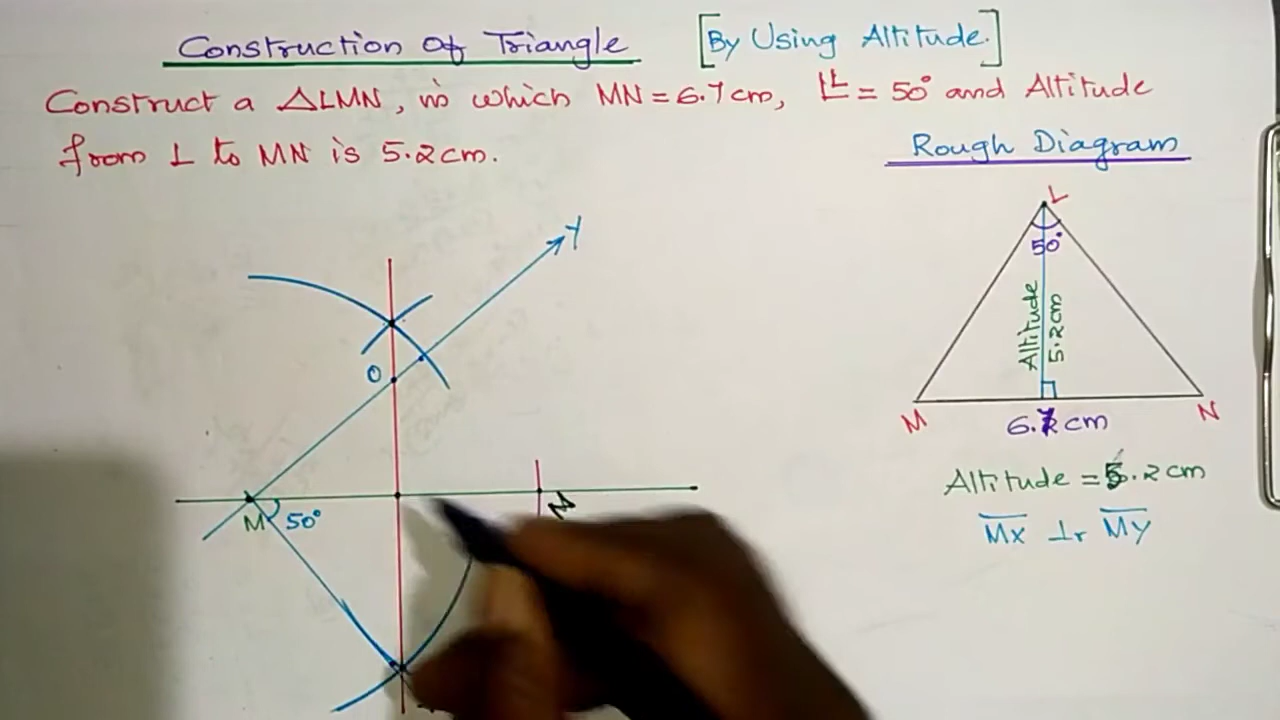 Construction Of Triangle [By Using Altitude.]
Construct a △LMN, in which MN = 6.7 cm, ∠L = 50° and Altitude
from L to MN is 5.2 cm.
Rough Diagram
L
50°
Altitude
5.2cm
M
N
6.7 cm
Altitude = 5.2 cm
MX ⊥r MY
Y
O
M
50°
N